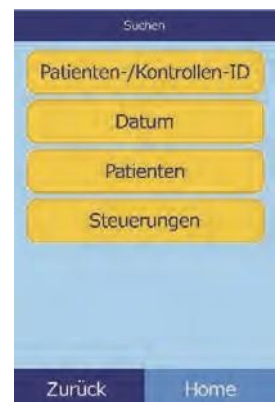 Suchen
Patienten-/Kontrollen-ID
Datum
Patienten
Steuerungen
Zurück Home